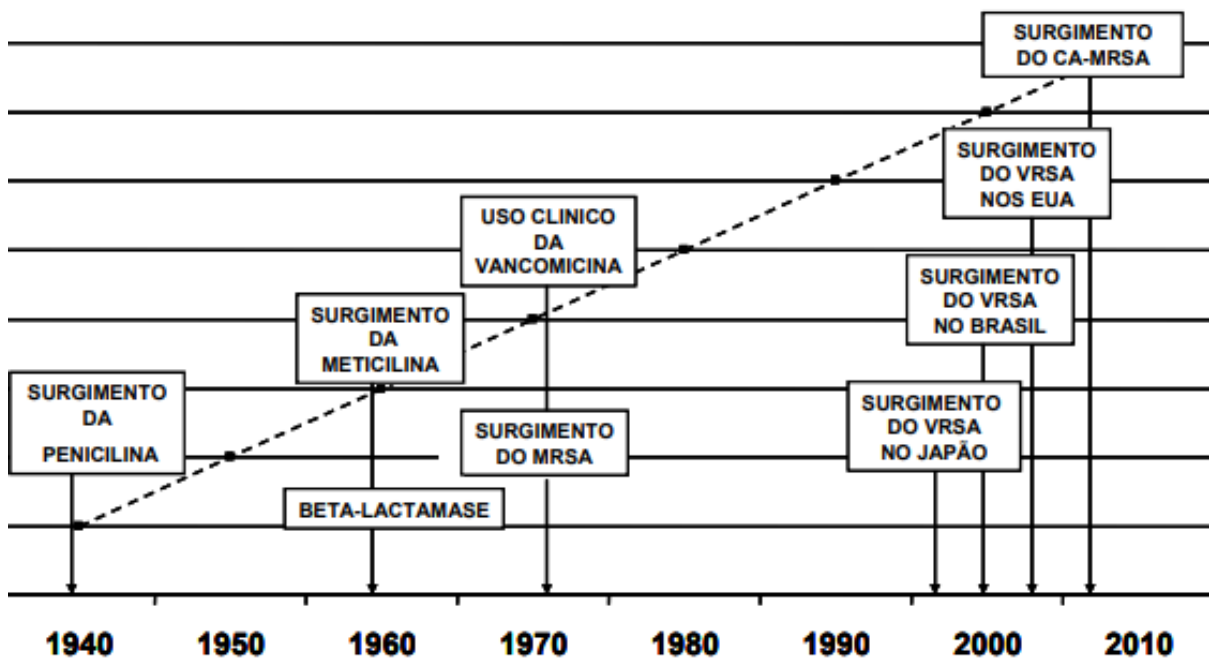 SURGIMENTO
DO CA-MRSA
SURGIMENTO
DO VRSA
NOS EUA
USO CLINICO
DA
VANCOMICINA
SURGIMENTO
DO VRSA
NO BRASIL
SURGIMENTO
DA
METICILINA
SURGIMENTO
DA
PENICILINA
SURGIMENTO
DO MRSA
SURGIMENTO
DO VRSA
NO JAPÃO
BETA-LACTAMASE
1940 1950 1960 1970 1980 1990 2000 2010